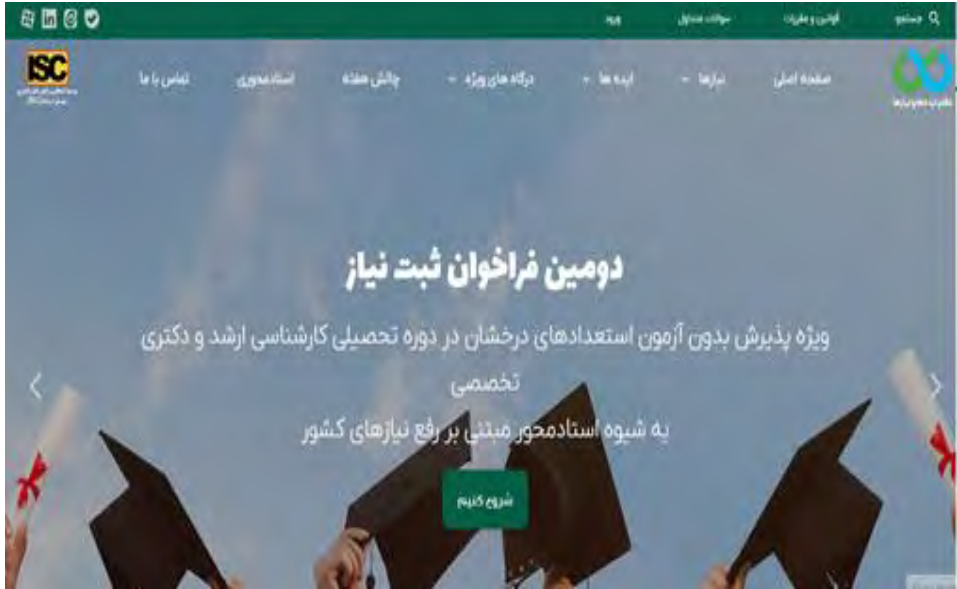 جستجو
قوانین و مقررات
سوالات متداول
ورود
صفحه اصلی
نیازها
ایده ها
درگاه های ویژه
چالش هفته
استادمحوری
تماس با ما
ISC
دومین فراخوان ثبت نیاز
ویژه پذیرش بدون آزمون استعدادهای درخشان در دوره تحصیلی کارشناسی ارشد و دکتری
تخصصی
به شیوه استادمحور مبتنی بر رفع نیازهای کشور
شروع کنیم